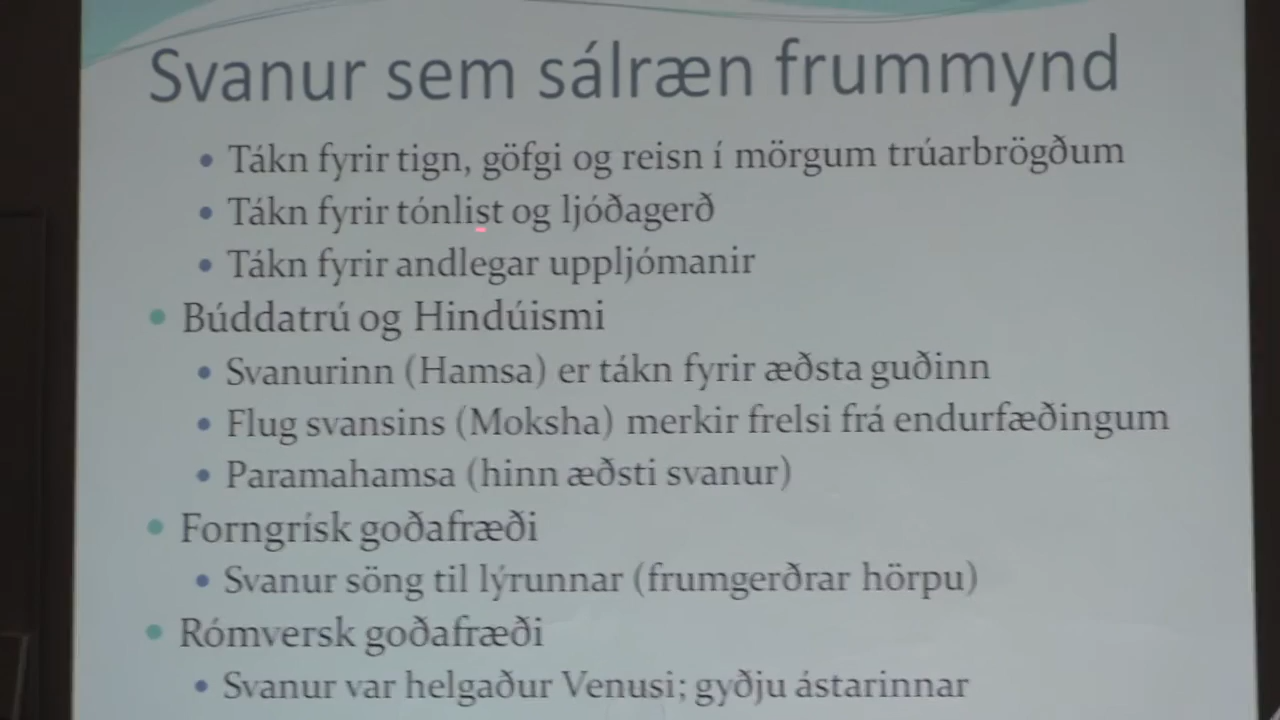 Svanur sem sálræn frummynd
• Tákn fyrir tign, göfgi og reisn í mörgum trúarbrögðum
• Tákn fyrir tónlist og ljóðagerð
• Tákn fyrir andlegar uppljómanir
• Búddatrú og Hindúismi
• Svanurinn (Hamsa) er tákn fyrir æðsta guðinn
• Flug svansins (Moksha) merkir frelsi frá endurfæðingum
• Paramahamsa (hinn æðsti svanur)
• Forngrísk goðafræði
• Svanur söng til lýrunnar (frumgerðrar hörpu)
• Rómversk goðafræði
• Svanur var helgaður Venusi; gyðju ástarinnar